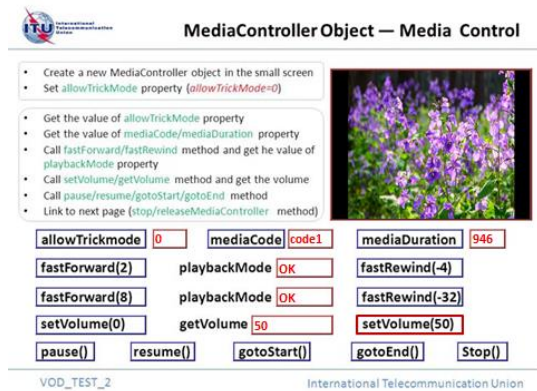 International
Telecommunication
Union
MediaController Object — Media Control
• Create a new MediaController object in the small screen
• Set allowTrickMode property (allowTrickMode=0)
• Get the value of allowTrickMode property
• Get the value of mediaCode/mediaDuration property
• Call fastForward/fastRewind method and get he value of
playbackMode property
• Call setVolume/getVolume method and get the volume
• Call pause/resume/gotoStart/gotoEnd method
• Link to next page (stop/releaseMediaController method)
allowTrickmode 0 mediaCode code1 mediaDuration 946
fastForward(2) playbackMode OK fastRewind(-4)
fastForward(8) playbackMode OK fastRewind(-32)
setVolume(0) getVolume 50 setVolume(50)
pause() resume() gotoStart() gotoEnd() Stop()
VOD_TEST_2 International Telecommunication Union